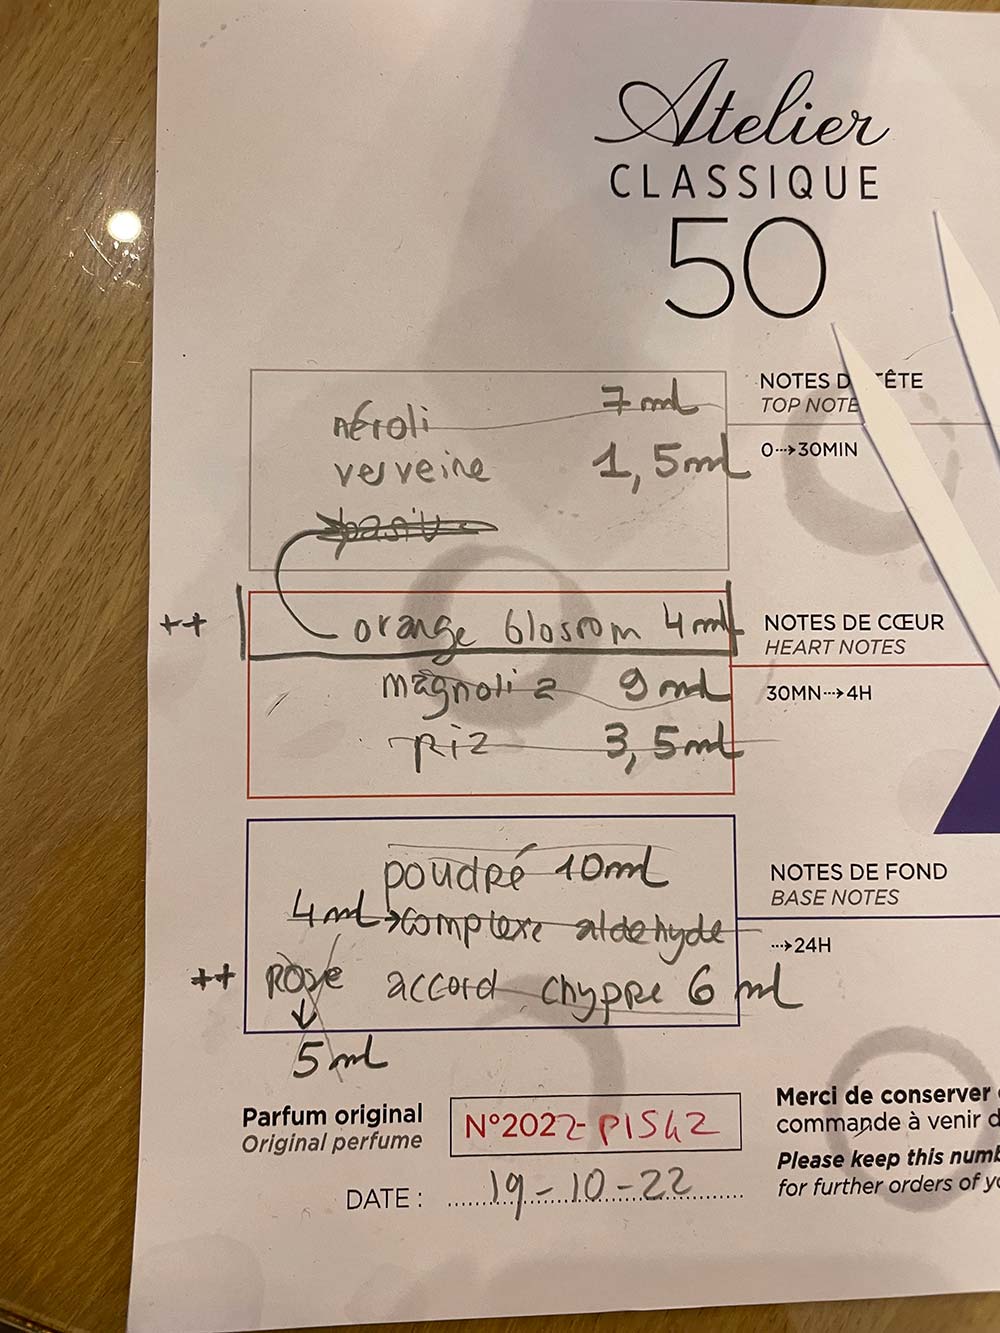 Atelier
CLASSIQUE
50
néroli 7ml
verveine 1,5ml
NOTES D TÊTE
TOP NOTE
0⇢30MIN
++ orange blossom 4ml
magnolia 9ml
riz 3,5ml
NOTES DE CŒUR
HEART NOTES
30MN⇢4H
poudré 10ml
4ml → complexe aldehyde
++ rose accord chyppre 6 ml
↓
5ml
NOTES DE FOND
BASE NOTES
⇢24H
Parfum original
Original perfume
N°2022-P1542
DATE : 19-10-22
Merci de conserver
commande à venir d
Please keep this numb
for further orders of yo